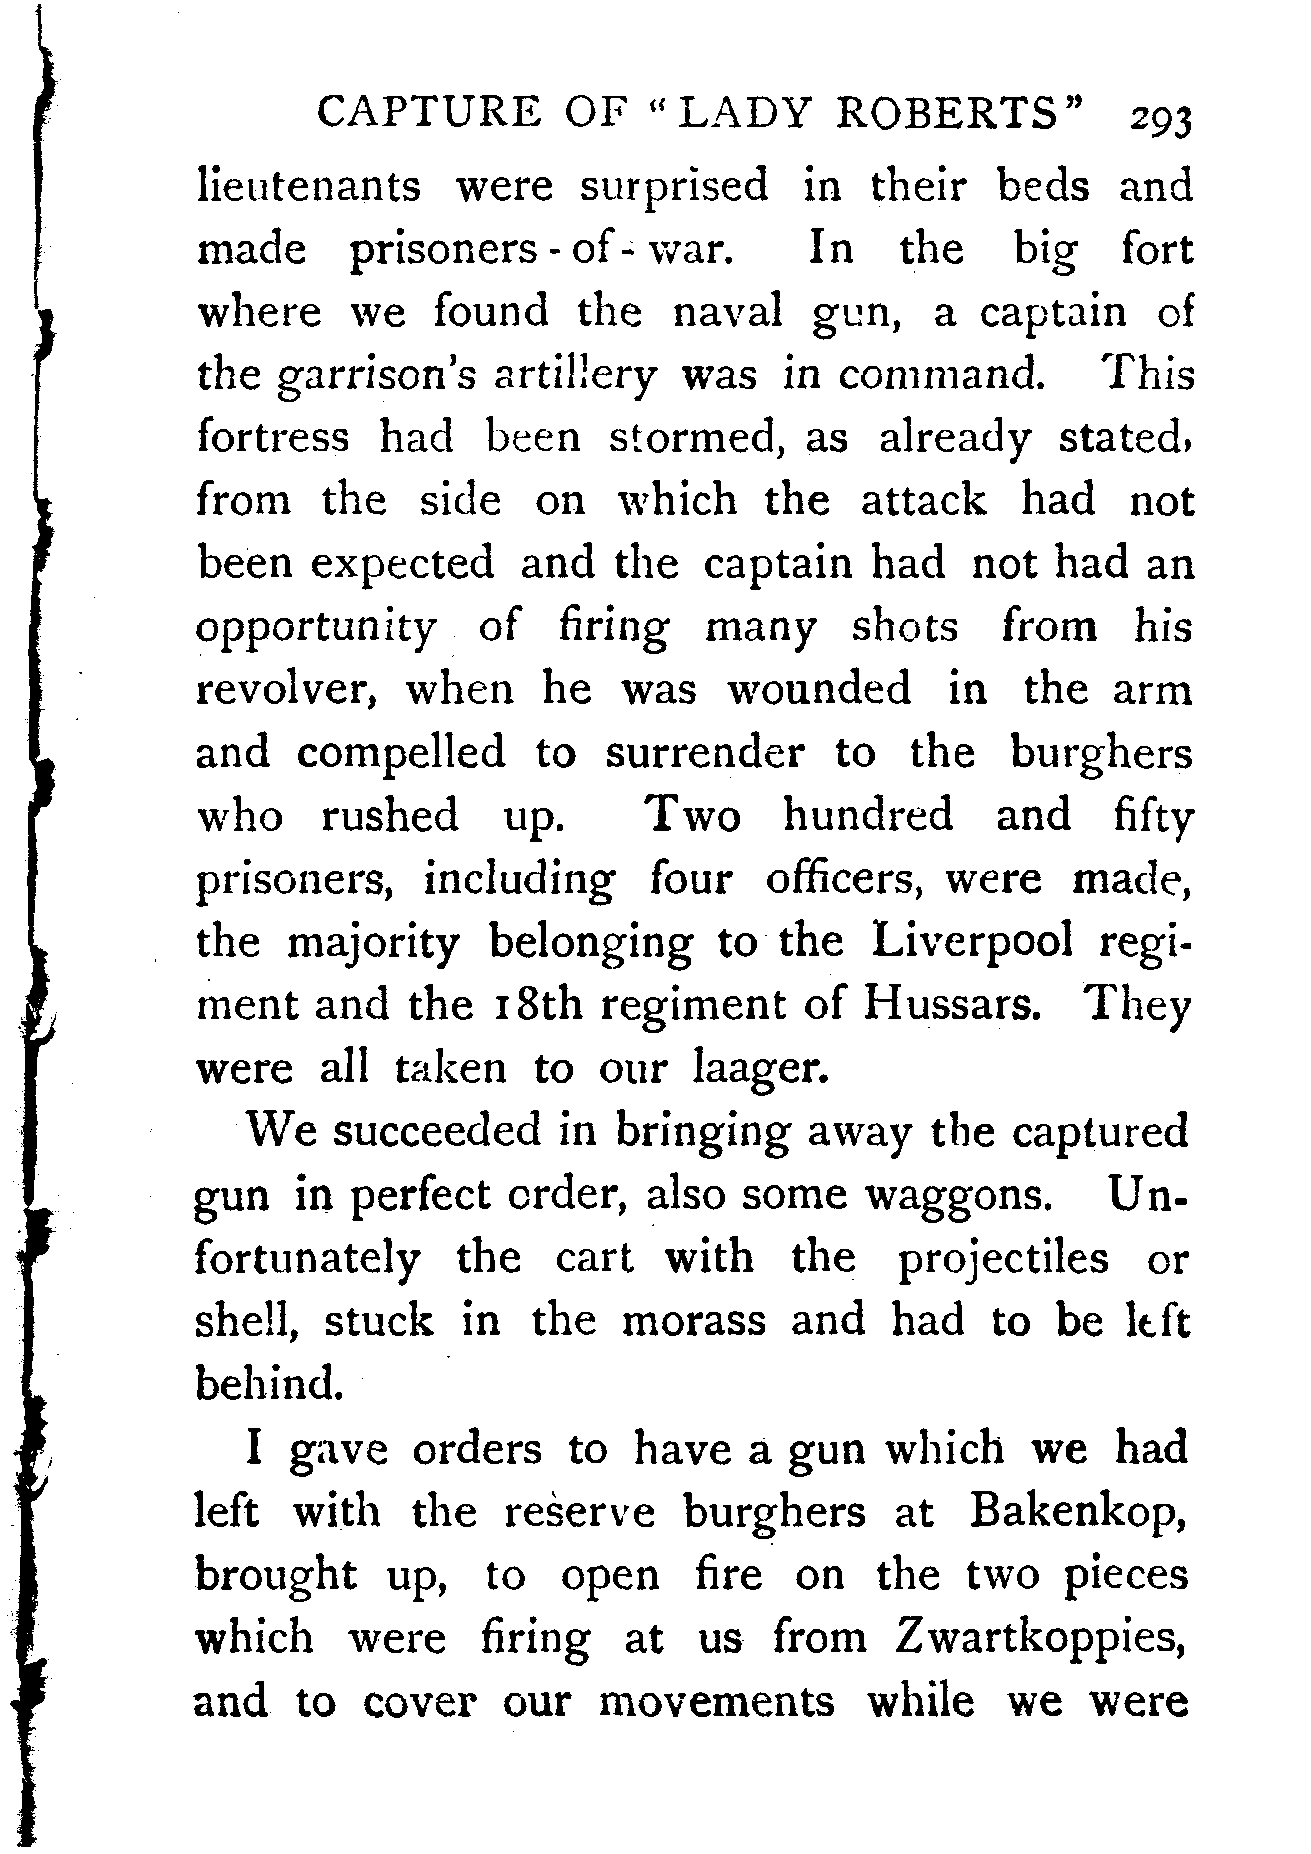 CAPTURE OF "LADY ROBERTS" 293
lieutenants were surprised in their beds and
made prisoners-of-war. In the big fort
where we found the naval gun, a captain of
the garrison's artillery was in command. This
fortress had been stormed, as already stated,
from the side on which the attack had not
been expected and the captain had not had an
opportunity of firing many shots from his
revolver, when he was wounded in the arm
and compelled to surrender to the burghers
who rushed up. Two hundred and fifty
prisoners, including four officers, were made,
the majority belonging to the Liverpool regi-
ment and the 18th regiment of Hussars. They
were all taken to our laager.
We succeeded in bringing away the captured
gun in perfect order, also some waggons. Un-
fortunately the cart with the projectiles or
shell, stuck in the morass and had to be left
behind.
I gave orders to have a gun which we had
left with the reserve burghers at Bakenkop,
brought up, to open fire on the two pieces
which were firing at us from Zwartkoppies,
and to cover our movements while we were